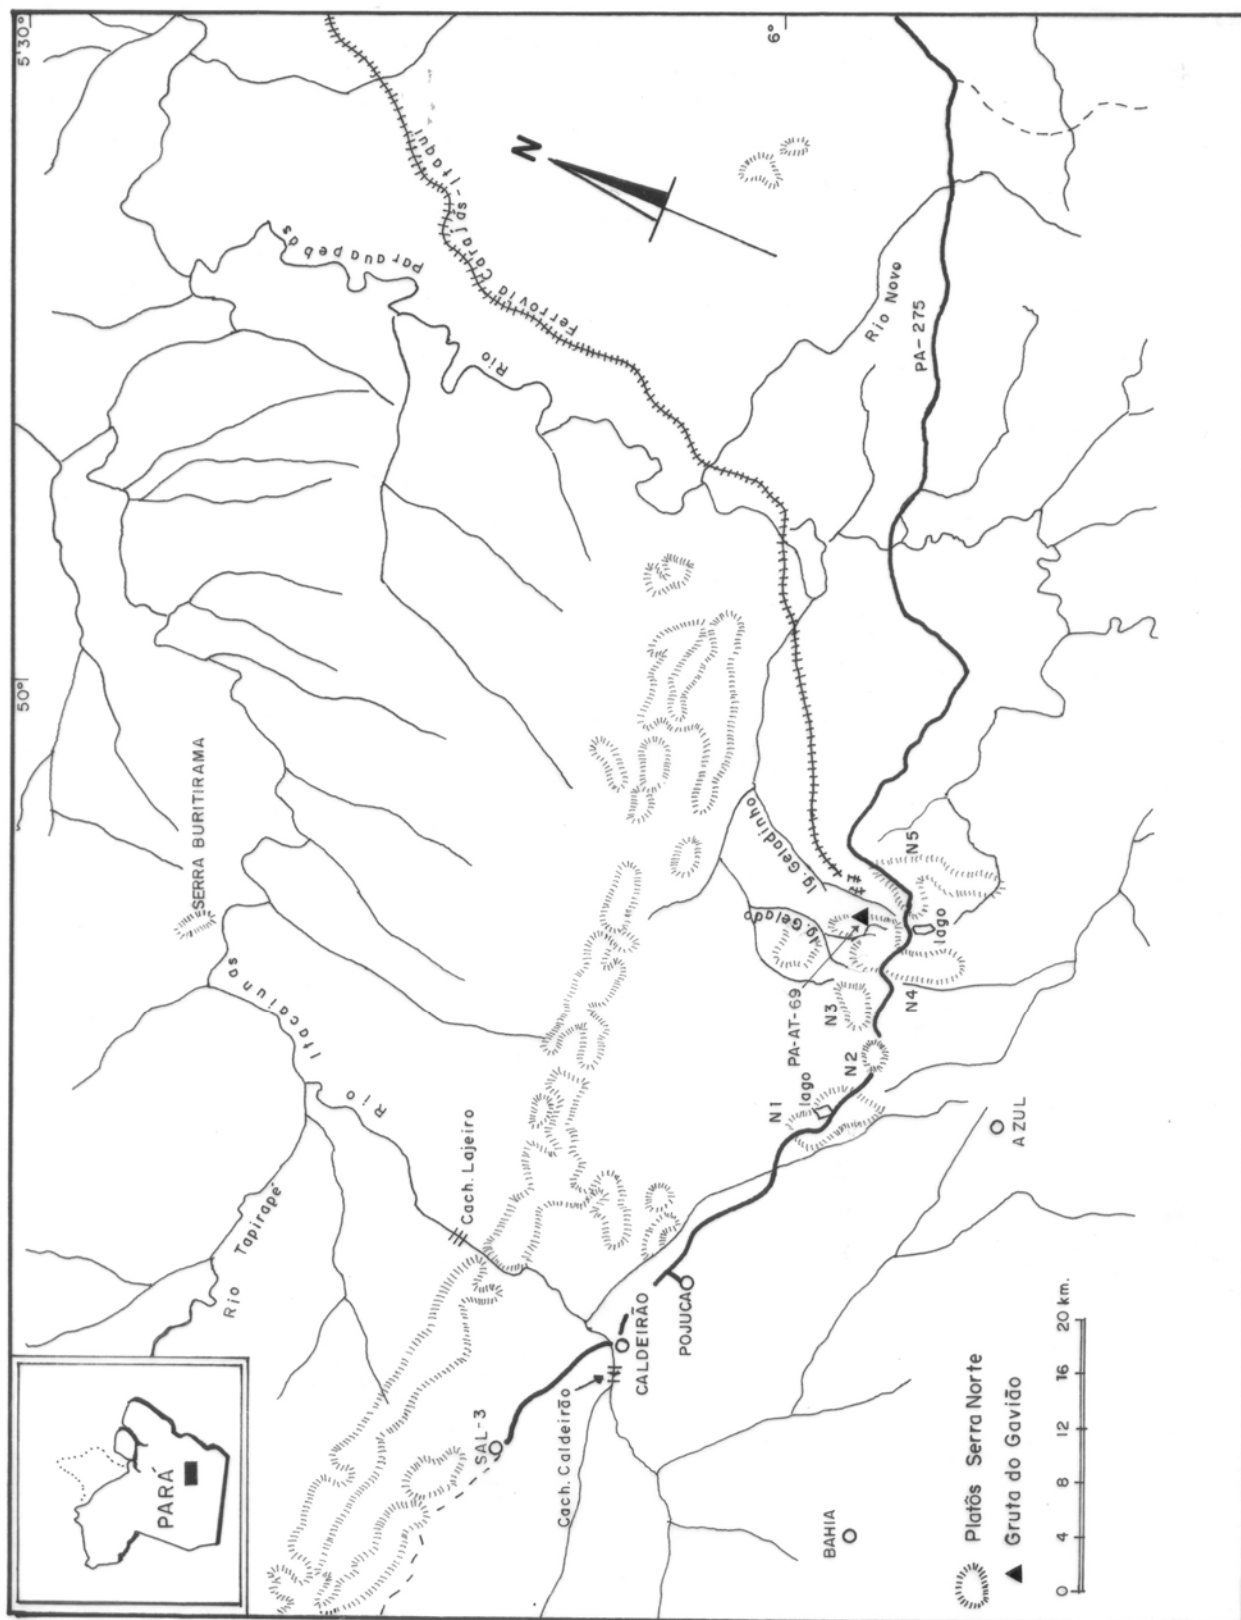 5°30'
6°
50°
N
Ferrovia Carajás-Itaqui
Rio Parauapebas
Rio Novo
PA-275
SERRA BURITIRAMA
Rio Itacaiunas
Rio Tapirapé
Cach. Lajeiro
Ig. Geladinho
Ig. Gelado
PA-AT-69
N5
lago
N4
N3
N2
lago
N1
AZUL
SAL-3
Cach. Caldeirão
CALDEIRÃO
POJUCA
BAHIA
PARÁ
Platôs Serra Norte
Gruta do Gavião
0 4 8 12 16 20 km.